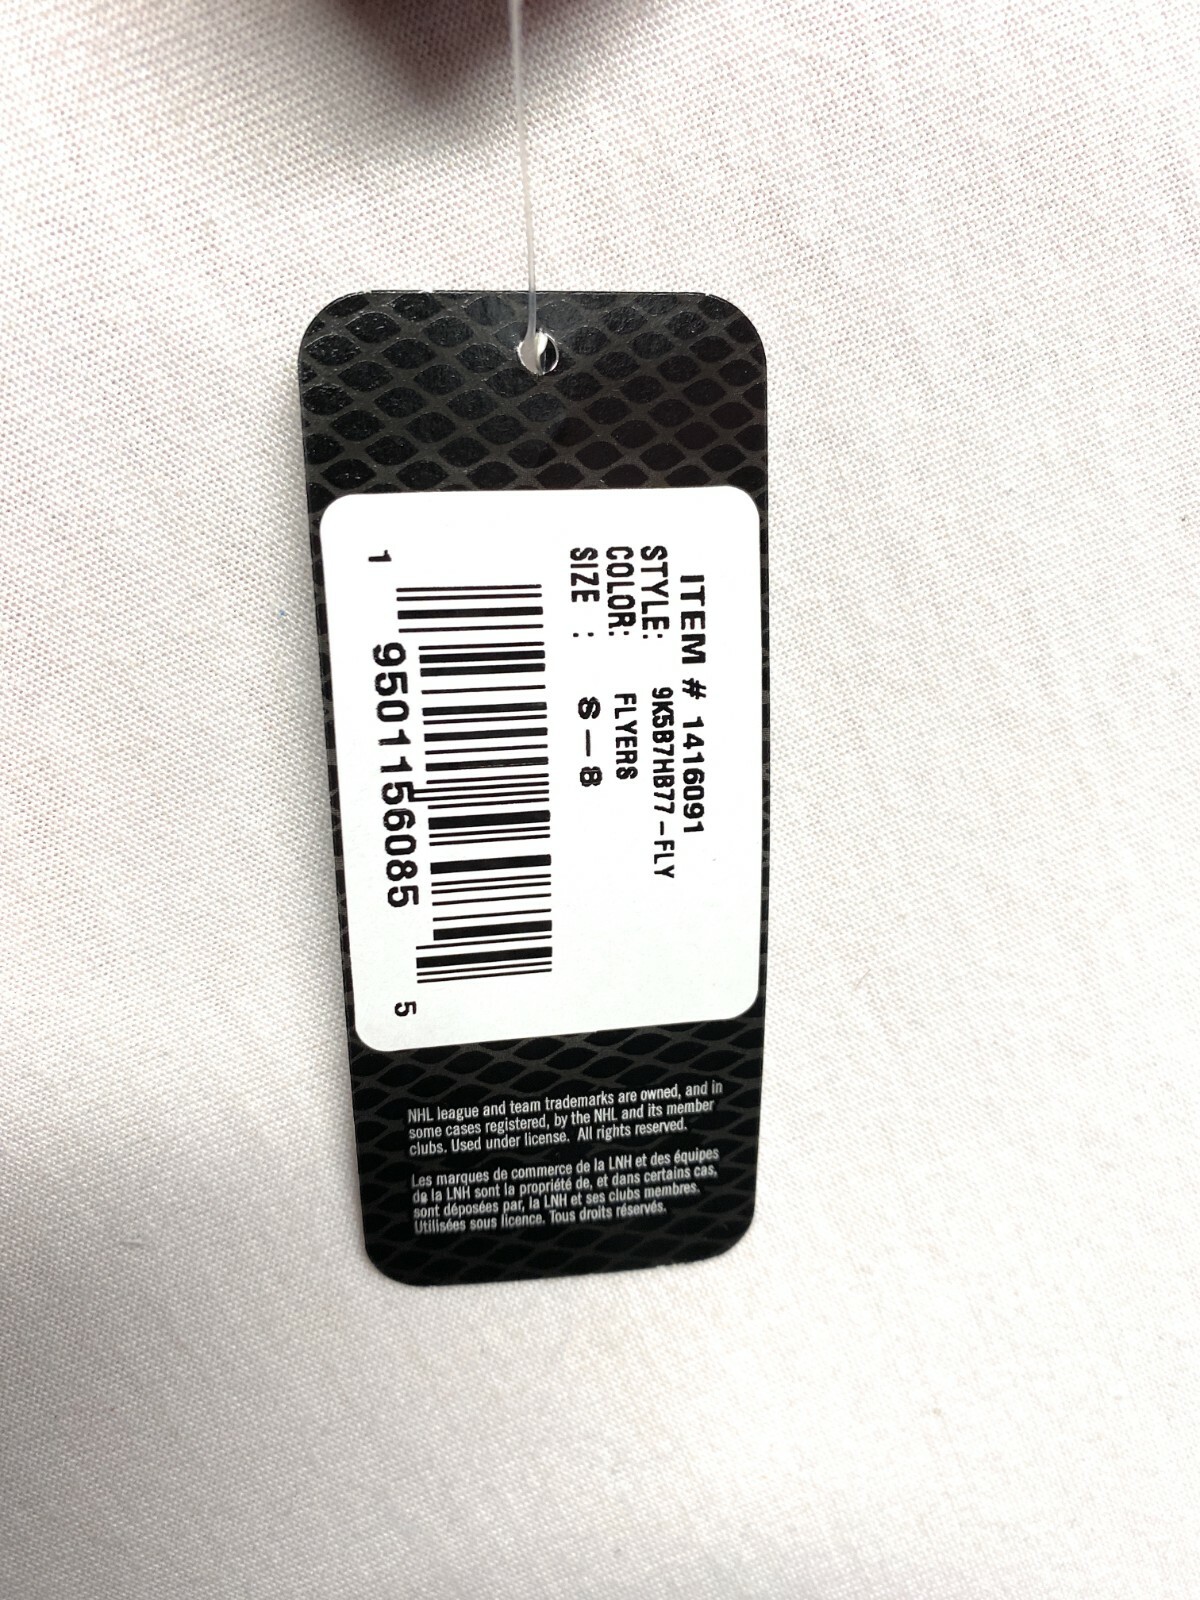 ITEM # 1416091
STYLE: 9K5B7HB77-FLY
COLOR: FLYERS
SIZE : S-8
1 95011 56085 5
NHL league and team trademarks are owned, and in
some cases registered, by the NHL and its member
clubs. Used under license. All rights reserved.
Les marques de commerce de la LNH et des équipes
de la LNH sont la propriété de, et dans certains cas,
sont déposées par, la LNH et ses clubs membres.
Utilisées sous licence. Tous droits réservés.